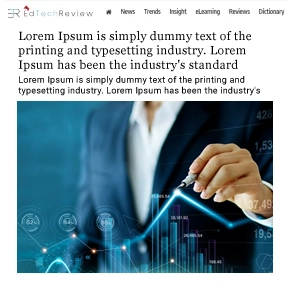 EdTechReview
News Trends Insight eLearning Reviews Dictionary
Lorem Ipsum is simply dummy text of the
printing and typesetting industry. Lorem
Ipsum has been the industry's standard
Lorem Ipsum is simply dummy text of the printing and
typesetting industry. Lorem Ipsum has been the industry's